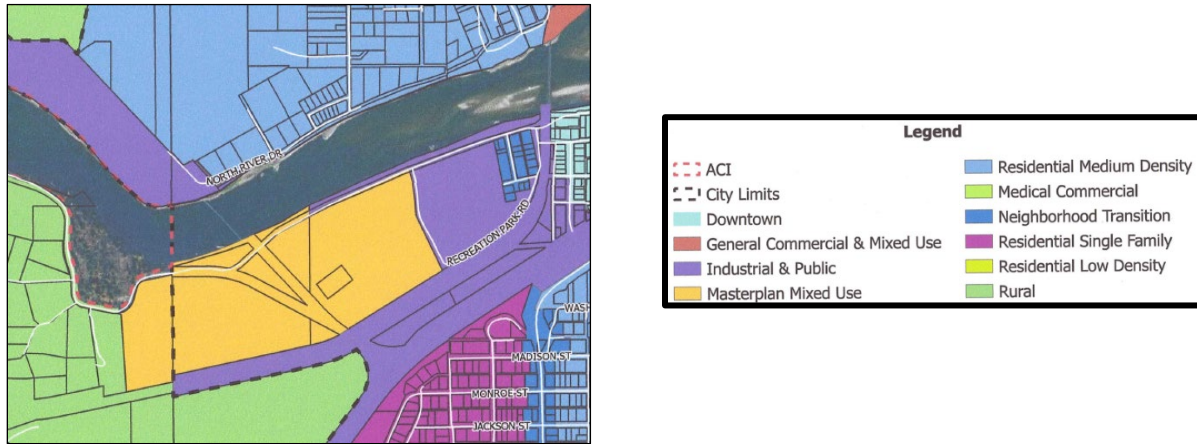 NORTH RIVER DR
RECREATION PARK RD
WASH
MADISON ST
MONROE ST
JACKSON ST
Legend
ACI
City Limits
Downtown
General Commercial & Mixed Use
Industrial & Public
Masterplan Mixed Use
Residential Medium Density
Medical Commercial
Neighborhood Transition
Residential Single Family
Residential Low Density
Rural